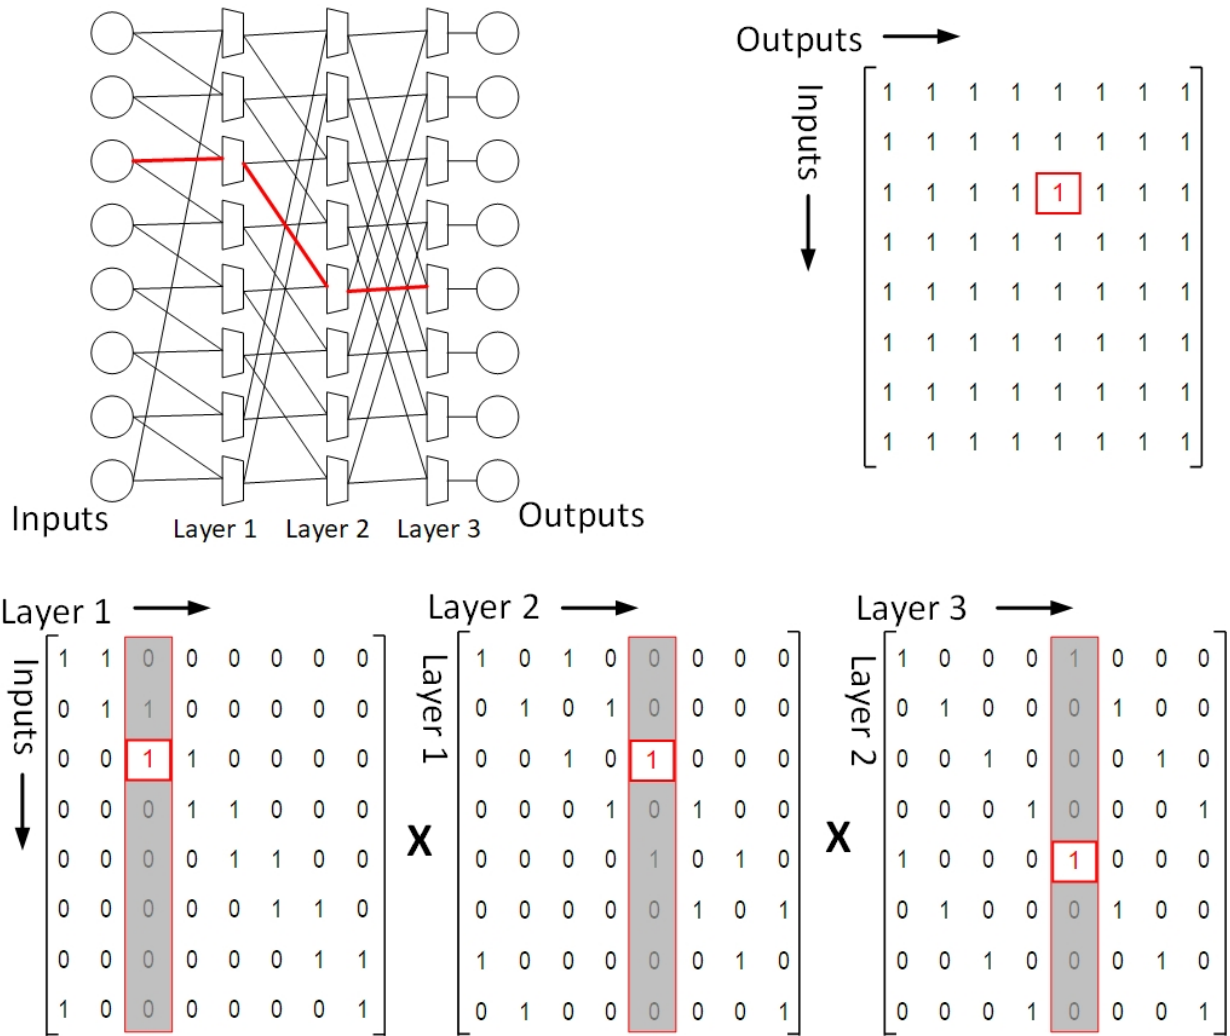 Inputs
Layer 1
Layer 2
Layer 3
Outputs
Outputs
Inputs
1 1 1 1 1 1 1 1
1 1 1 1 1 1 1 1
1 1 1 1 1 1 1 1
1 1 1 1 1 1 1 1
1 1 1 1 1 1 1 1
1 1 1 1 1 1 1 1
1 1 1 1 1 1 1 1
1 1 1 1 1 1 1 1
Layer 1
Inputs
1 1 0 0 0 0 0 0
0 1 1 0 0 0 0 0
0 0 1 1 0 0 0 0
0 0 0 1 1 0 0 0
0 0 0 0 1 1 0 0
0 0 0 0 0 1 1 0
0 0 0 0 0 0 1 1
1 0 0 0 0 0 0 1
X
Layer 2
Layer 1
1 0 1 0 0 0 0 0
0 1 0 1 0 0 0 0
0 0 1 0 1 0 0 0
0 0 0 1 0 1 0 0
0 0 0 0 1 0 1 0
0 0 0 0 0 1 0 1
1 0 0 0 0 0 1 0
0 1 0 0 0 0 0 1
X
Layer 3
Layer 2
1 0 0 0 1 0 0 0
0 1 0 0 0 1 0 0
0 0 1 0 0 0 1 0
0 0 0 1 0 0 0 1
1 0 0 0 1 0 0 0
0 1 0 0 0 1 0 0
0 0 1 0 0 0 1 0
0 0 0 1 0 0 0 1